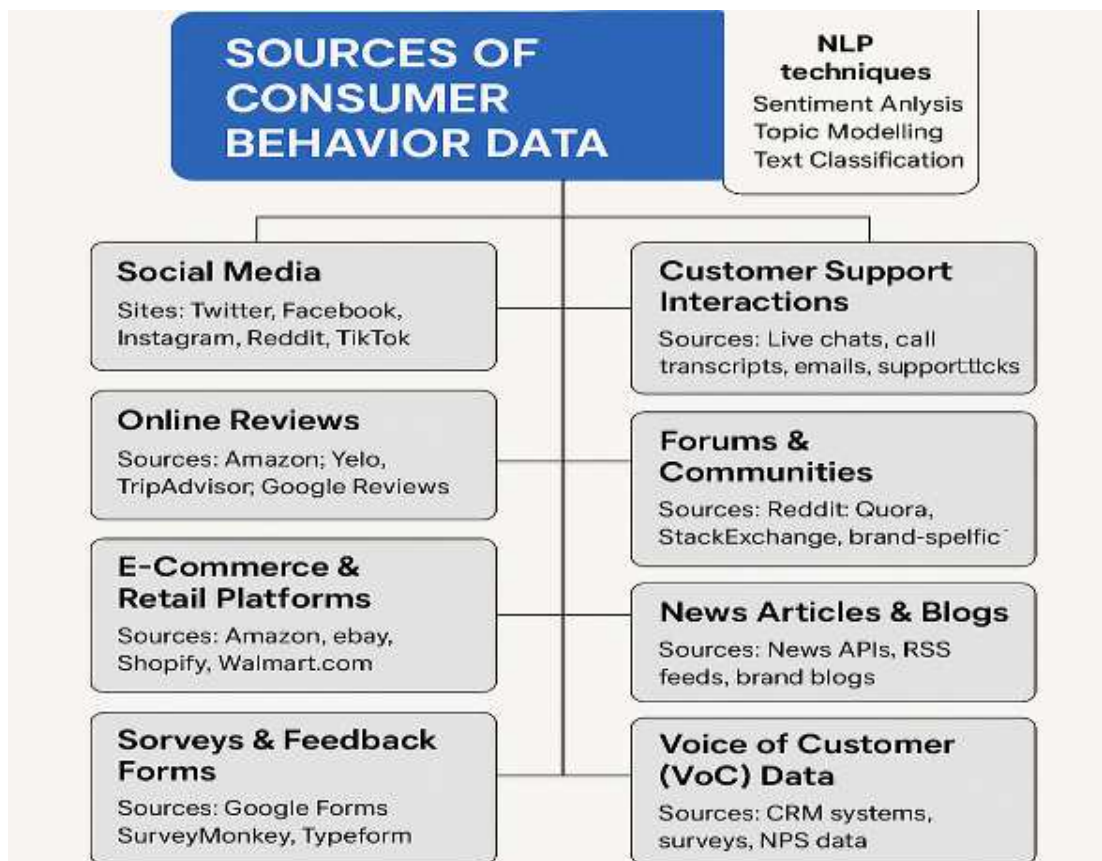 SOURCES OF
CONSUMER
BEHAVIOR DATA
NLP
techniques
Sentiment Anlysis
Topic Modelling
Text Classification
Social Media
Sites: Twitter, Facebook,
Instagram, Reddit, TikTok
Online Reviews
Sources: Amazon; Yelo,
TripAdvisor; Google Reviews
E-Commerce &
Retail Platforms
Sources: Amazon, ebay,
Shopify, Walmart.com
Sorveys & Feedback
Forms
Sources: Google Forms
SurveyMonkey, Typeform
Customer Support
Interactions
Sources: Live chats, call
transcripts, emails,
Forums &
Communities
Sources: Reddit: Quora,
StackExchange, brand-spelfic
News Articles & Blogs
Sources: News APIs, RSS
feeds, brand blogs
Voice of Customer
(VoC) Data
Sources: CRM systems,
surveys, NPS data